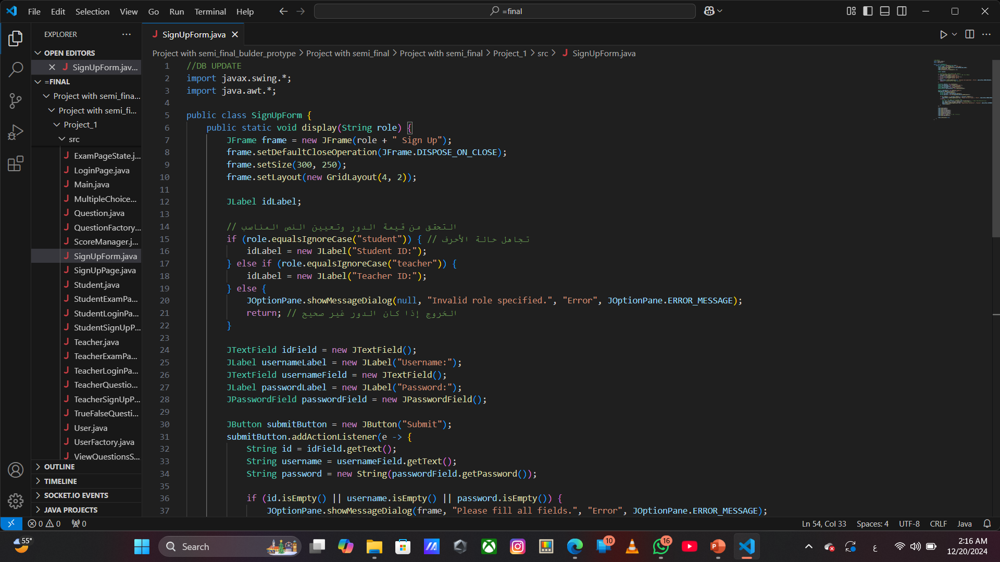 File Edit Selection View Go Run Terminal Help
=final
EXPLORER
OPEN EDITORS
SignUpForm.jav...
=FINAL
Project with semi_fina...
Project with semi_fi...
Project_1
src
ExamPageState.j...
LoginPage.java
Main.java
MultipleChoice...
Question.java
QuestionFactory...
ScoreManager.j...
SignUpForm.java
SignUpPage.java
Student.java
StudentExamPa...
StudentLoginPa...
StudentSignUpP...
Teacher.java
TeacherExamPa...
TeacherLoginPa...
TeacherQuestio...
TeacherSignUpP...
TrueFalseQuesti...
User.java
UserFactory.java
ViewQuestionsS...
OUTLINE
TIMELINE
SOCKET.IO EVENTS
JAVA PROJECTS
SignUpForm.java
Project with semi_final_bulder_protype > Project with semi_final > Project with semi_final > Project_1 > src > SignUpForm.java
1 //DB UPDATE
2 import javax.swing.*;
3 import java.awt.*;
4
5 public class SignUpForm {
6 public static void display(String role) {
7 JFrame frame = new JFrame(role + " Sign Up");
8 frame.setDefaultCloseOperation(JFrame.DISPOSE_ON_CLOSE);
9 frame.setSize(300, 250);
10 frame.setLayout(new GridLayout(4, 2));
11
12 JLabel idLabel;
13
14 // التحقق من قيمة الدور وتعيين النص المناسب
15 if (role.equalsIgnoreCase("student")) { // تجاهل حالة الأحرف
16 idLabel = new JLabel("Student ID:");
17 } else if (role.equalsIgnoreCase("teacher")) {
18 idLabel = new JLabel("Teacher ID:");
19 } else {
20 JOptionPane.showMessageDialog(null, "Invalid role specified.", "Error", JOptionPane.ERROR_MESSAGE);
21 return; // الخروج إذا كان الدور غير صحيح
22 }
23
24 JTextField idField = new JTextField();
25 JLabel usernameLabel = new JLabel("Username:");
26 JTextField usernameField = new JTextField();
27 JLabel passwordLabel = new JLabel("Password:");
28 JPasswordField passwordField = new JPasswordField();
29
30 JButton submitButton = new JButton("Submit");
31 submitButton.addActionListener(e -> {
32 String id = idField.getText();
33 String username = usernameField.getText();
34 String password = new String(passwordField.getPassword());
35
36 if (id.isEmpty() || username.isEmpty() || password.isEmpty()) {
37 JOptionPane.showMessageDialog(frame, "Please fill all fields.", "Error", JOptionPane.ERROR_MESSAGE);
0 0 0
Ln 54, Col 33 Spaces: 4 UTF-8 CRLF Java
55°
Search
10
16
ع
2:16 AM
12/20/2024